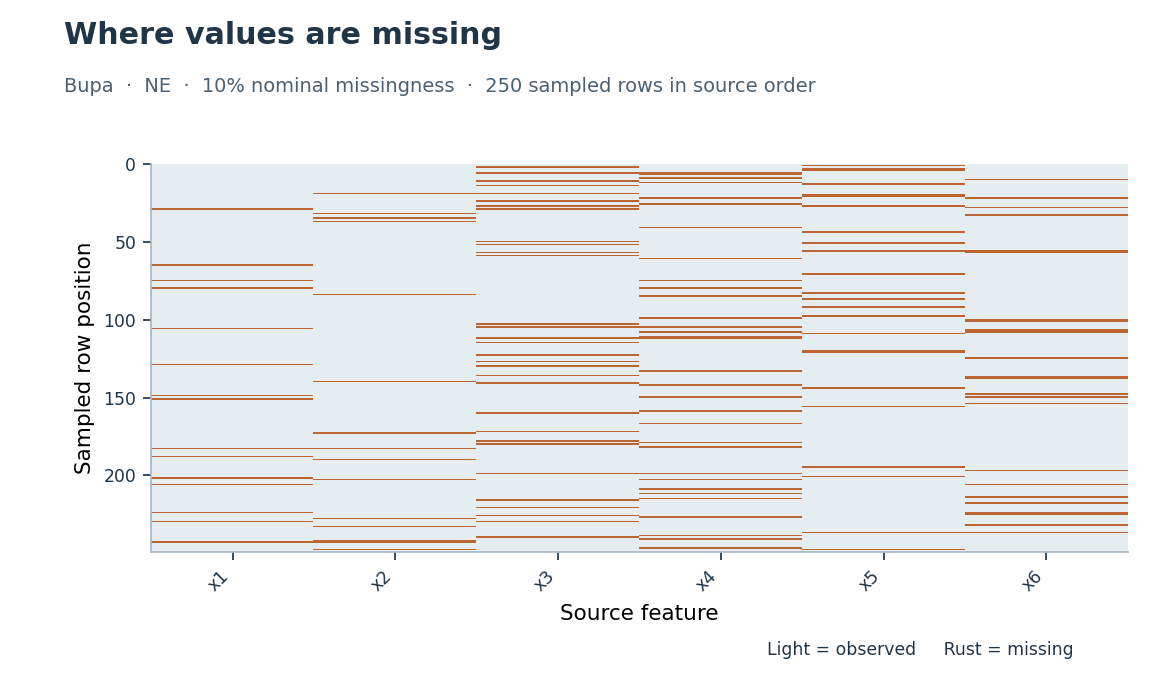 Where values are missing
Bupa · NE · 10% nominal missingness · 250 sampled rows in source order
0
50
100
150
200
Sampled row position
x1 x2 x3 x4 x5 x6
Source feature
Light = observed Rust = missing